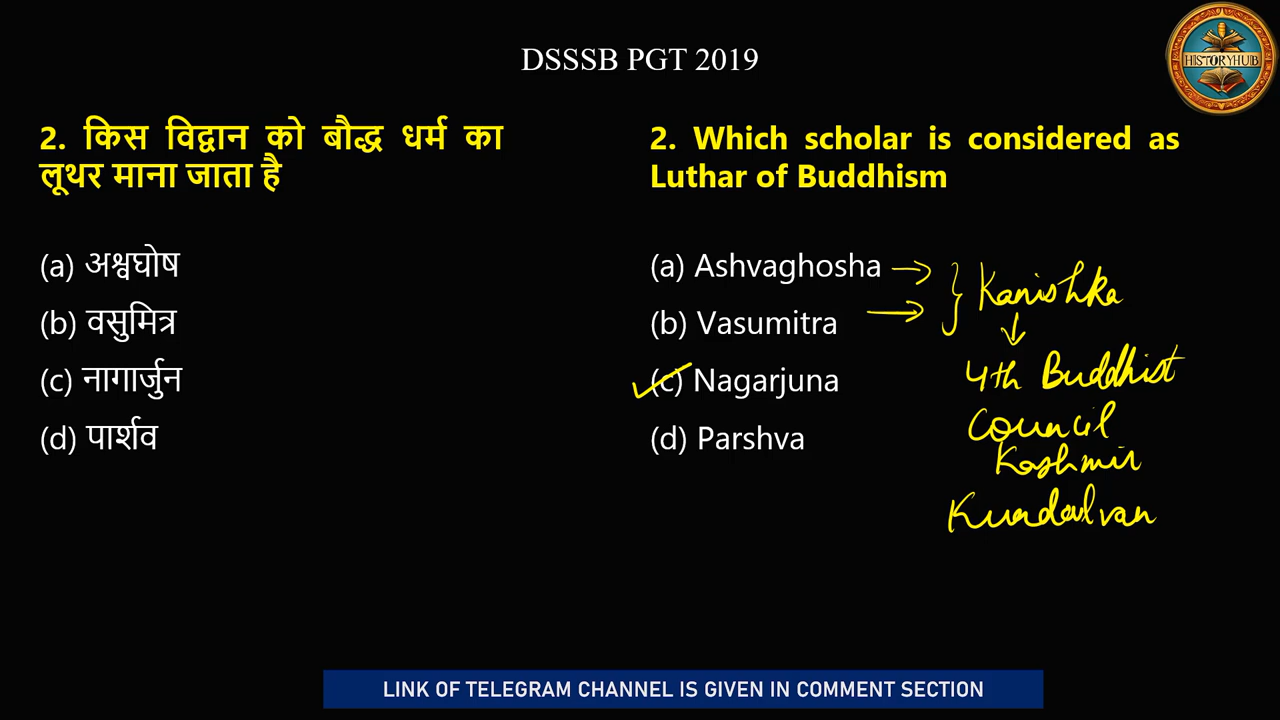 DSSSB PGT 2019
HISTORYHUB
2. किस विद्वान को बौद्ध धर्म का
लूथर माना जाता है
(a) अश्वघोष
(b) वसुमित्र
(c) नागार्जुन
(d) पार्शव
2. Which scholar is considered as
Luthar of Buddhism
(a) Ashvaghosha
(b) Vasumitra
(c) Nagarjuna
(d) Parshva
Kanishka
4th Buddhist
Council
Kashmir
Kundalvan
LINK OF TELEGRAM CHANNEL IS GIVEN IN COMMENT SECTION